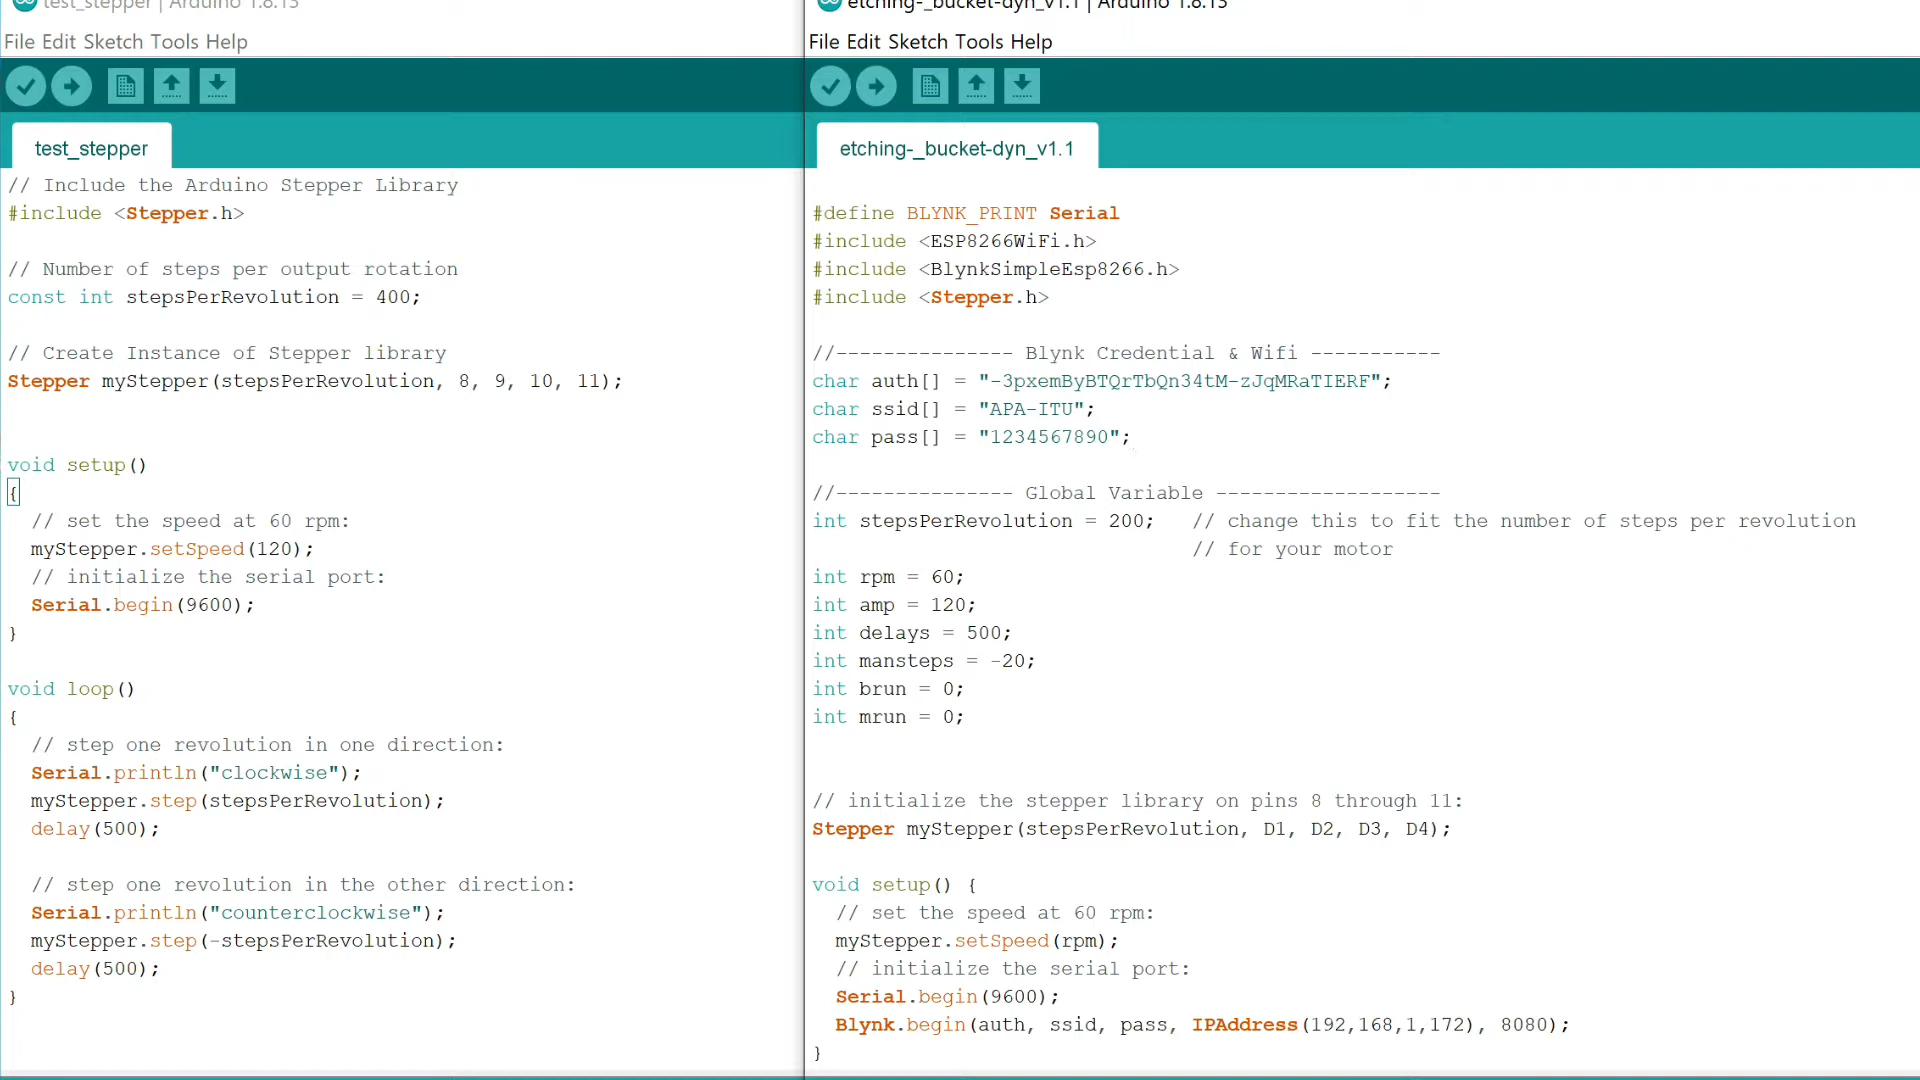 test_stepper | Arduino 1.8.13
File Edit Sketch Tools Help
test_stepper
// Include the Arduino Stepper Library
#include <Stepper.h>
// Number of steps per output rotation
const int stepsPerRevolution = 400;
// Create Instance of Stepper library
Stepper myStepper(stepsPerRevolution, 8, 9, 10, 11);
void setup()
{
// set the speed at 60 rpm:
myStepper.setSpeed(120);
// initialize the serial port:
Serial.begin(9600);
}
void loop()
{
// step one revolution in one direction:
Serial.println("clockwise");
myStepper.step(stepsPerRevolution);
delay(500);
// step one revolution in the other direction:
Serial.println("counterclockwise");
myStepper.step(-stepsPerRevolution);
delay(500);
}
etching-_bucket-dyn_v1.1 | Arduino 1.8.13
File Edit Sketch Tools Help
etching-_bucket-dyn_v1.1
#define BLYNK_PRINT Serial
#include <ESP8266WiFi.h>
#include <BlynkSimpleEsp8266.h>
#include <Stepper.h>
//--------------- Blynk Credential & Wifi -----------
char auth[] = "-3pxemByBTQrTbQn34tM-zJqMRaTIERF";
char ssid[] = "APA-ITU";
char pass[] = "1234567890";
//--------------- Global Variable -------------------
int stepsPerRevolution = 200; // change this to fit the number of steps per revolution
// for your motor
int rpm = 60;
int amp = 120;
int delays = 500;
int mansteps = -20;
int brun = 0;
int mrun = 0;
// initialize the stepper library on pins 8 through 11:
Stepper myStepper(stepsPerRevolution, D1, D2, D3, D4);
void setup() {
// set the speed at 60 rpm:
myStepper.setSpeed(rpm);
// initialize the serial port:
Serial.begin(9600);
Blynk.begin(auth, ssid, pass, IPAddress(192,168,1,172), 8080);
}